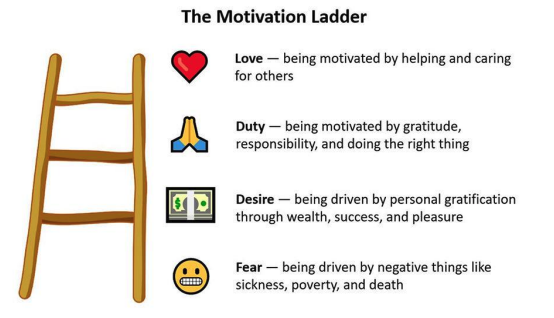 The Motivation Ladder
Love — being motivated by helping and caring
for others
Duty — being motivated by gratitude,
responsibility, and doing the right thing
Desire — being driven by personal gratification
through wealth, success, and pleasure
Fear — being driven by negative things like
sickness, poverty, and death